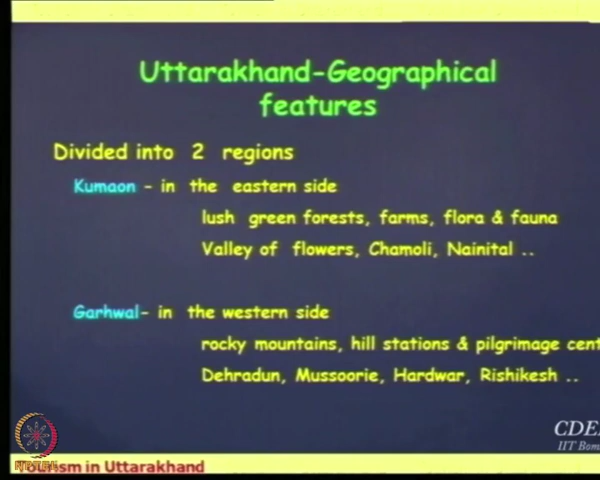 Uttarakhand-Geographical
features
Divided into 2 regions
Kumaon - in the eastern side
lush green forests, farms, flora & fauna
Valley of flowers, Chamoli, Nainital ..
Garhwal- in the western side
rocky mountains, hill stations & pilgrimage cent
Dehradun, Mussoorie, Hardwar, Rishikesh ..
CDE
IIT Bom
Tourism in Uttarakhand